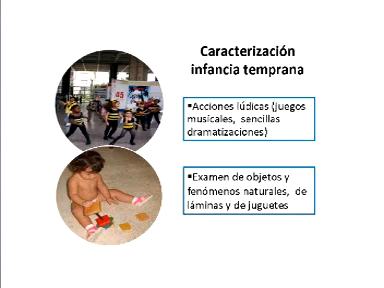 Caracterización
infancia temprana
▪Acciones lúdicas (juegos
musicales, sencillas
dramatizaciones)
▪Examen de objetos y
fenómenos naturales, de
láminas y de juguetes